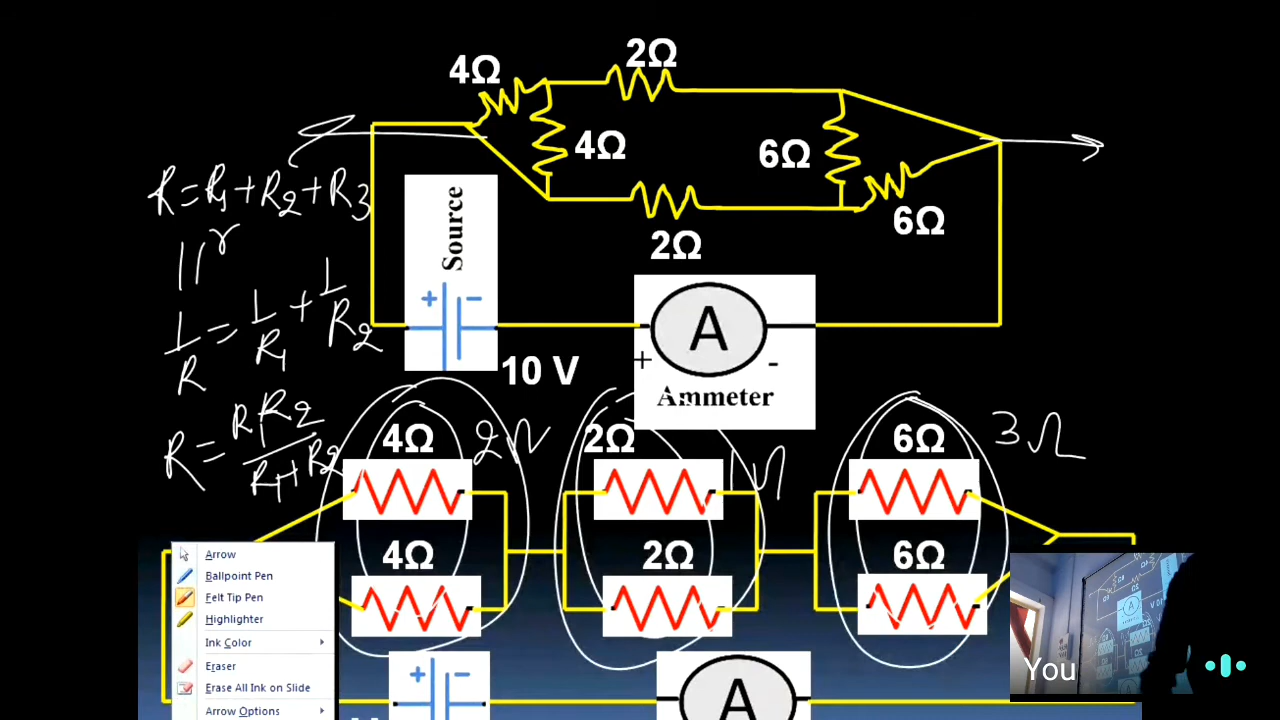 2Ω
4Ω
4Ω
6Ω
6Ω
2Ω
R=R1+R2+R3
||r
1/R = 1/R1 + 1/R2
R = R1R2/R1+R2
Source
+ -
10 V
A
+ -
Ammeter
4Ω 2Ω 2Ω 1Ω 6Ω 3Ω
4Ω 2Ω 6Ω
Arrow
Ballpoint Pen
Felt Tip Pen
Highlighter
Ink Color
Eraser
Erase All Ink on Slide
Arrow Options
+ -
A
You